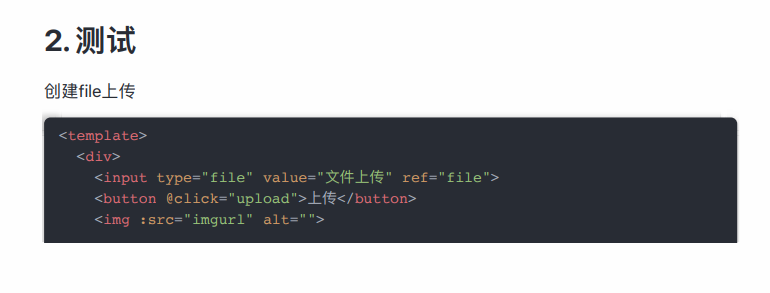 2. 测试
创建file上传
<template>
<div>
<input type="file" value="文件上传" ref="file">
<button @click="upload">上传</button>
<img :src="imgurl" alt="">